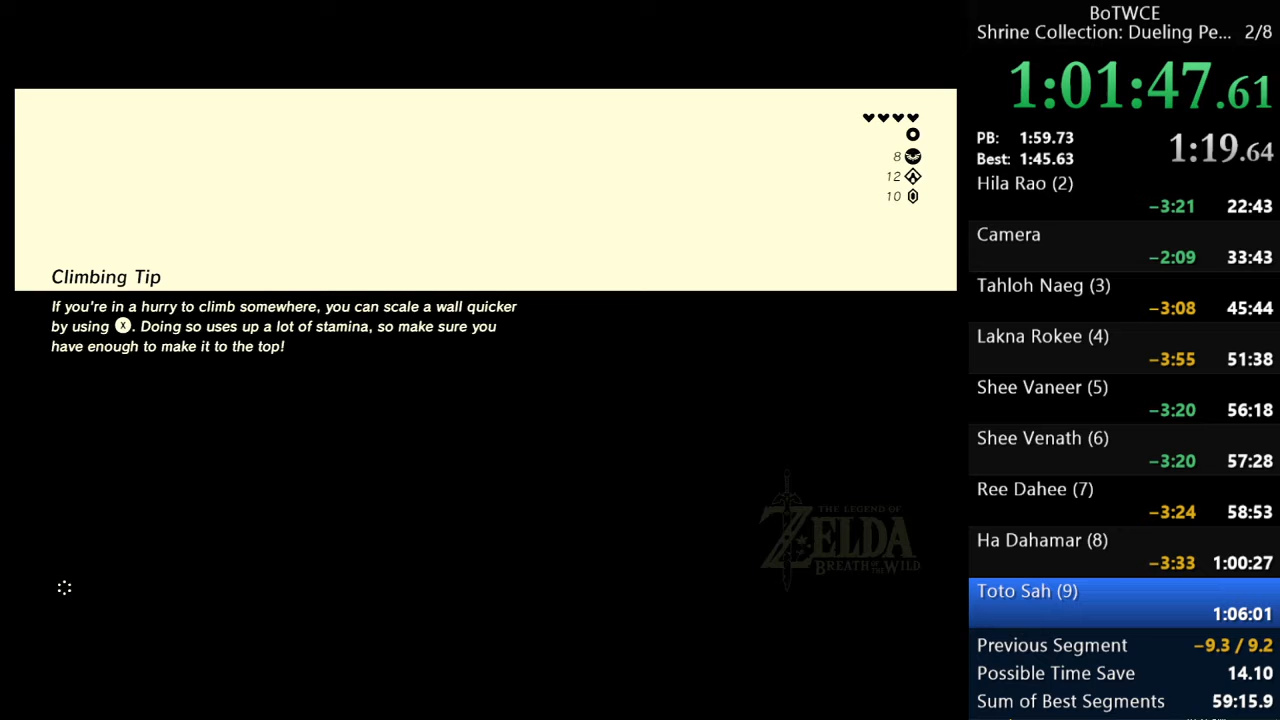 BoTWCE
Shrine Collection: Dueling Pe... 2/8
1:01:47.61
PB: 1:59.73
Best: 1:45.63
1:19.64
Hila Rao (2)
-3:21 22:43
Camera
-2:09 33:43
Tahloh Naeg (3)
-3:08 45:44
Lakna Rokee (4)
-3:55 51:38
Shee Vaneer (5)
-3:20 56:18
Shee Venath (6)
-3:20 57:28
Ree Dahee (7)
-3:24 58:53
Ha Dahamar (8)
-3:33 1:00:27
Toto Sah (9)
1:06:01
Previous Segment -9.3 / 9.2
Possible Time Save 14.10
Sum of Best Segments 59:15.9
8
12
10
Climbing Tip
If you're in a hurry to climb somewhere, you can scale a wall quicker
by using X. Doing so uses up a lot of stamina, so make sure you
have enough to make it to the top!
THE LEGEND OF
ZELDA
BREATH OF THE WILD